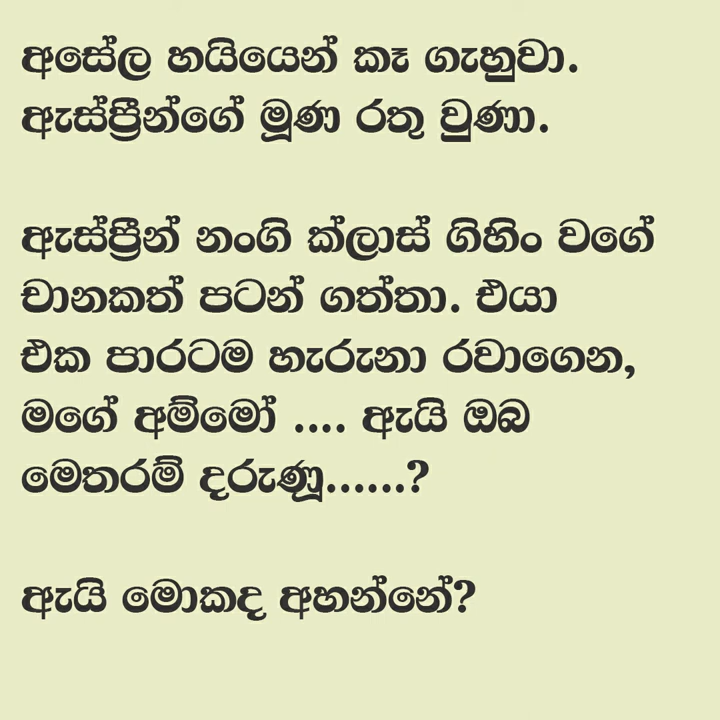 අසේල හයියෙන් කෑ ගැහුවා.
ඇස්ප්‍රීන්ගේ මූණ රතු වුණා.
ඇස්ප්‍රීන් නංගි ක්ලාස් ගිහිං වගේ
චානකත් පටන් ගත්තා. එයා
එක පාරටම හැරුනා රවාගෙන,
මගේ අම්මෝ .... ඇයි ඔබ
මෙතරම් දරුණූ......?
ඇයි මොකද අහන්නේ?